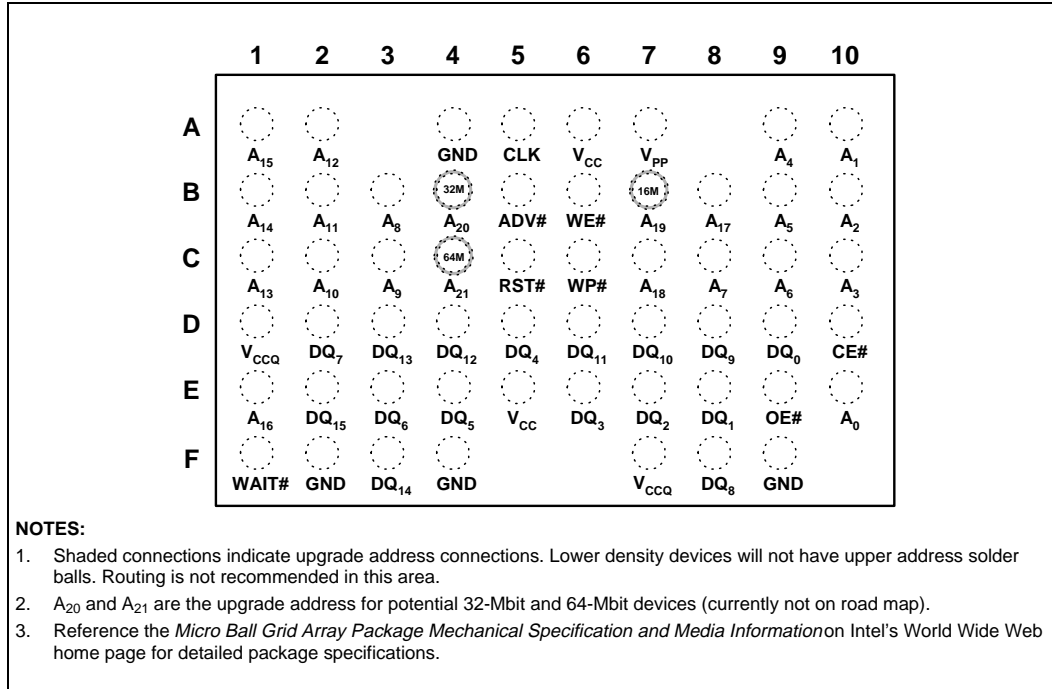 1 2 3 4 5 6 7 8 9 10
A
A15 A12 GND CLK VCC VPP A4 A1
B 32M 16M
A14 A11 A8 A20 ADV# WE# A19 A17 A5 A2
C 64M
A13 A10 A9 A21 RST# WP# A18 A7 A6 A3
D
VCCQ DQ7 DQ13 DQ12 DQ4 DQ11 DQ10 DQ9 DQ0 CE#
E
A16 DQ15 DQ6 DQ5 VCC DQ3 DQ2 DQ1 OE# A0
F
WAIT# GND DQ14 GND VCCQ DQ8 GND
NOTES:
1. Shaded connections indicate upgrade address connections. Lower density devices will not have upper address solder
balls. Routing is not recommended in this area.
2. A20 and A21 are the upgrade address for potential 32-Mbit and 64-Mbit devices (currently not on road map).
3. Reference the Micro Ball Grid Array Package Mechanical Specification and Media Informationon Intel's World Wide Web
home page for detailed package specifications.